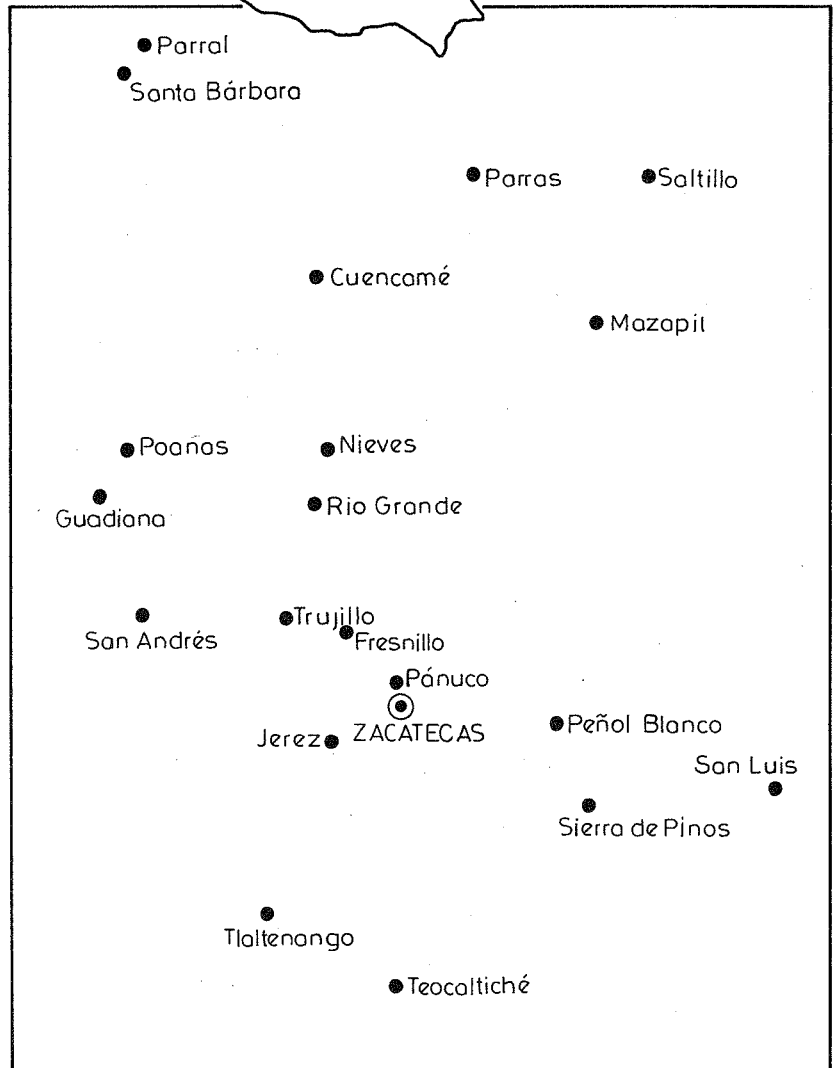 Parral
Santa Bárbara
Parras
Saltillo
Cuencamé
Mazapil
Poanas
Nieves
Guadiana
Rio Grande
Trujillo
San Andrés
Fresnillo
Pánuco
Peñol Blanco
Jerez
ZACATECAS
San Luis
Sierra de Pinos
Tlaltenango
Teocaltiché